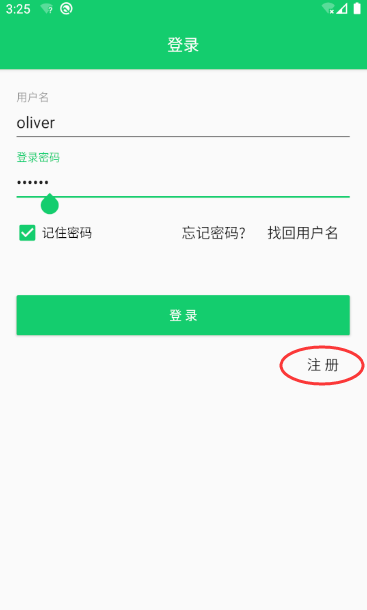 3:25
登录
用户名
oliver
登录密码
••••••
记住密码 忘记密码? 找回用户名
登 录
注 册